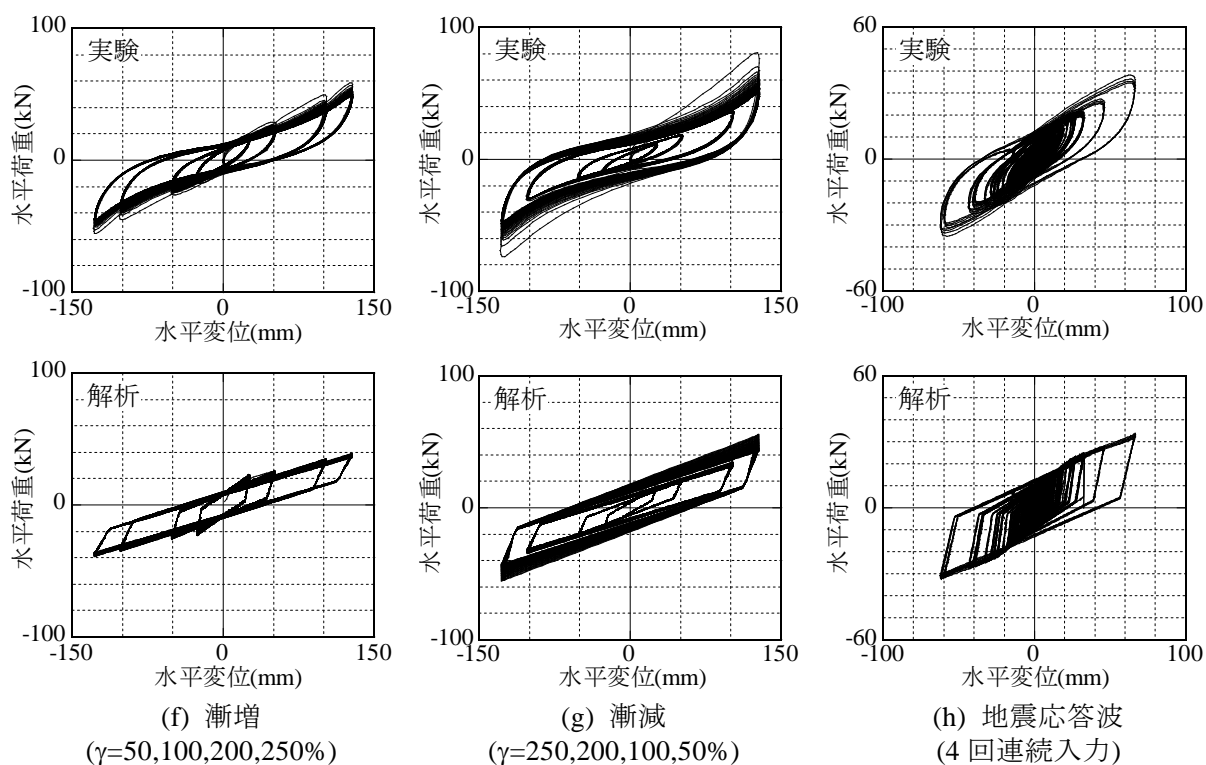 100
実験
水平荷重(kN)
0
-100
-150
0
150
水平変位(mm)
100
実験
水平荷重(kN)
0
-100
-150
0
150
水平変位(mm)
60
実験
水平荷重(kN)
0
-60
-100
0
100
水平変位(mm)
100
解析
水平荷重(kN)
0
-100
-150
0
150
水平変位(mm)
100
解析
水平荷重(kN)
0
-100
-150
0
150
水平変位(mm)
60
解析
水平荷重(kN)
0
-60
-100
0
100
水平変位(mm)
(f) 漸増
(γ=50,100,200,250%)
(g) 漸減
(γ=250,200,100,50%)
(h) 地震応答波
(4 回連続入力)